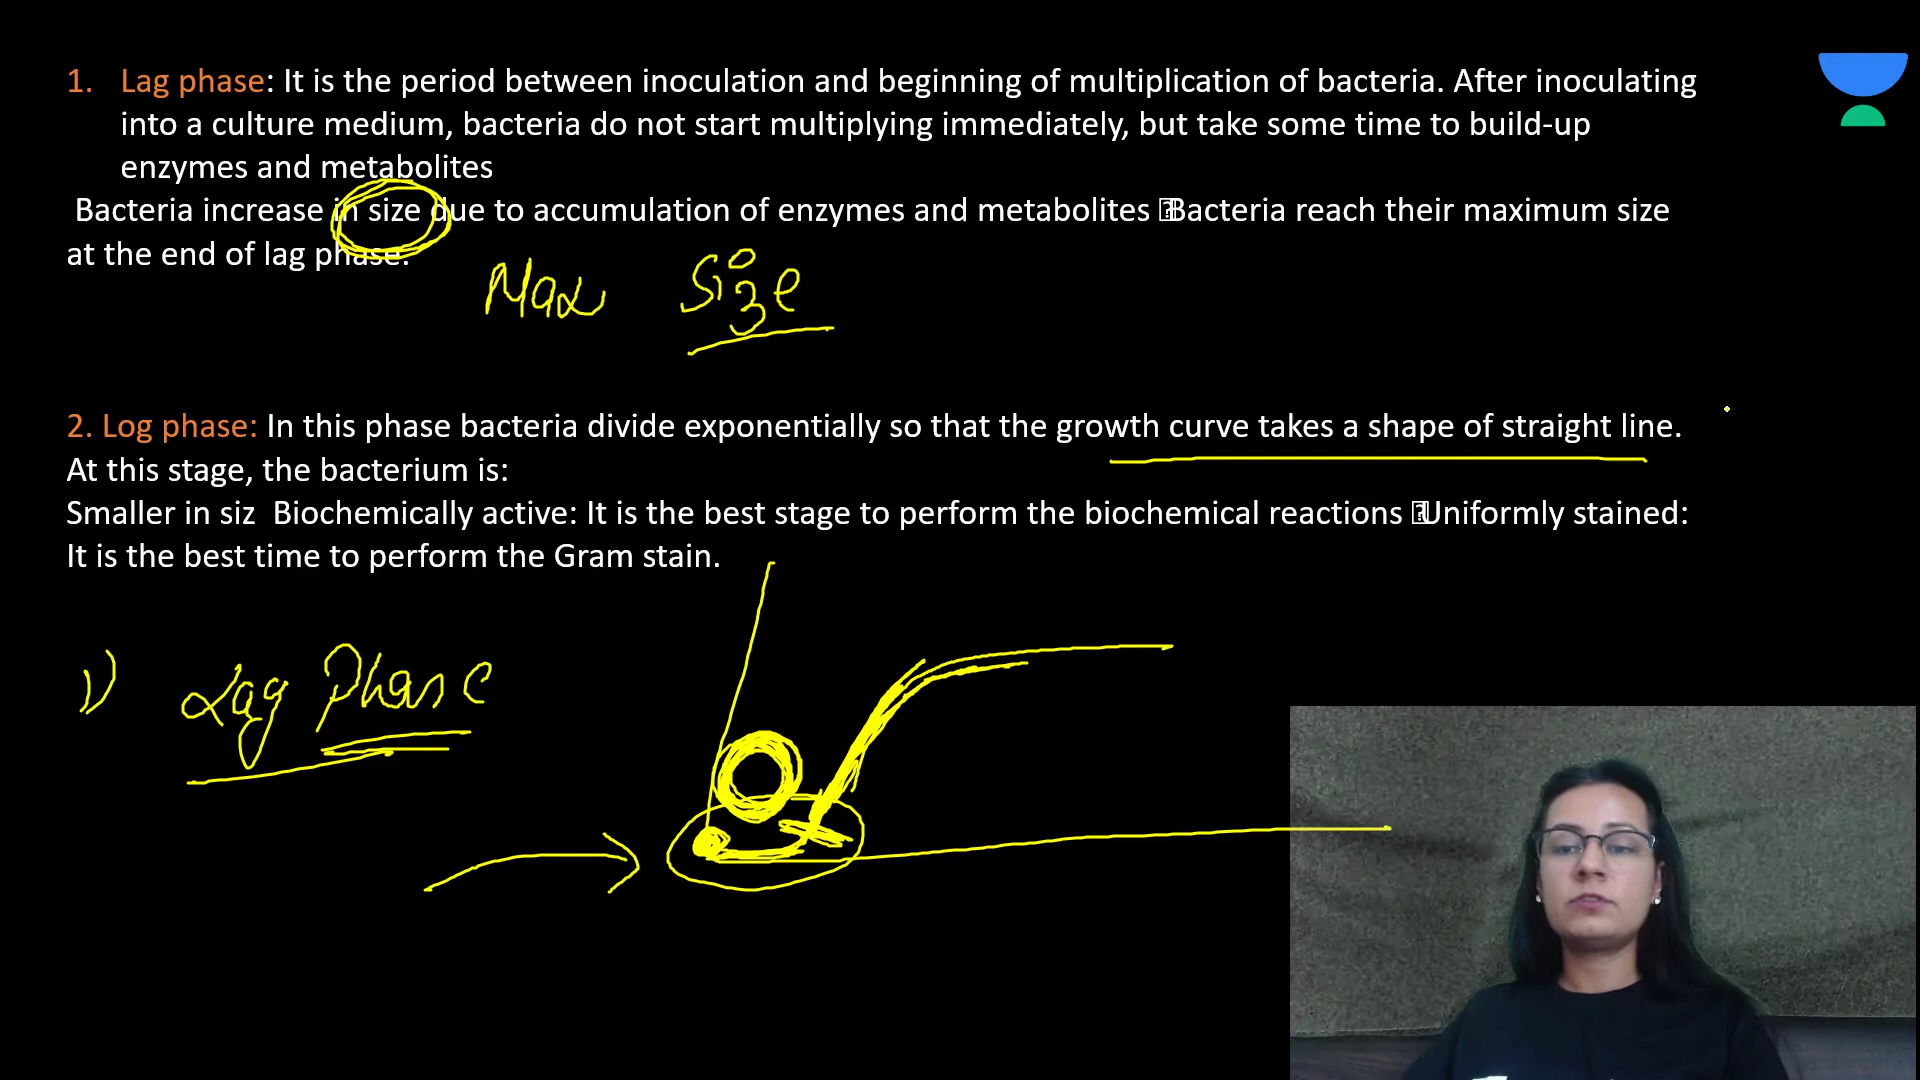 1. Lag phase: It is the period between inoculation and beginning of multiplication of bacteria. After inoculating
into a culture medium, bacteria do not start multiplying immediately, but take some time to build-up
enzymes and metabolites
Bacteria increase in size due to accumulation of enzymes and metabolites Bacteria reach their maximum size
at the end of lag phase.
Max Size
2. Log phase: In this phase bacteria divide exponentially so that the growth curve takes a shape of straight line.
At this stage, the bacterium is:
Smaller in siz Biochemically active: It is the best stage to perform the biochemical reactions Uniformly stained:
It is the best time to perform the Gram stain.
1) Lag Phase